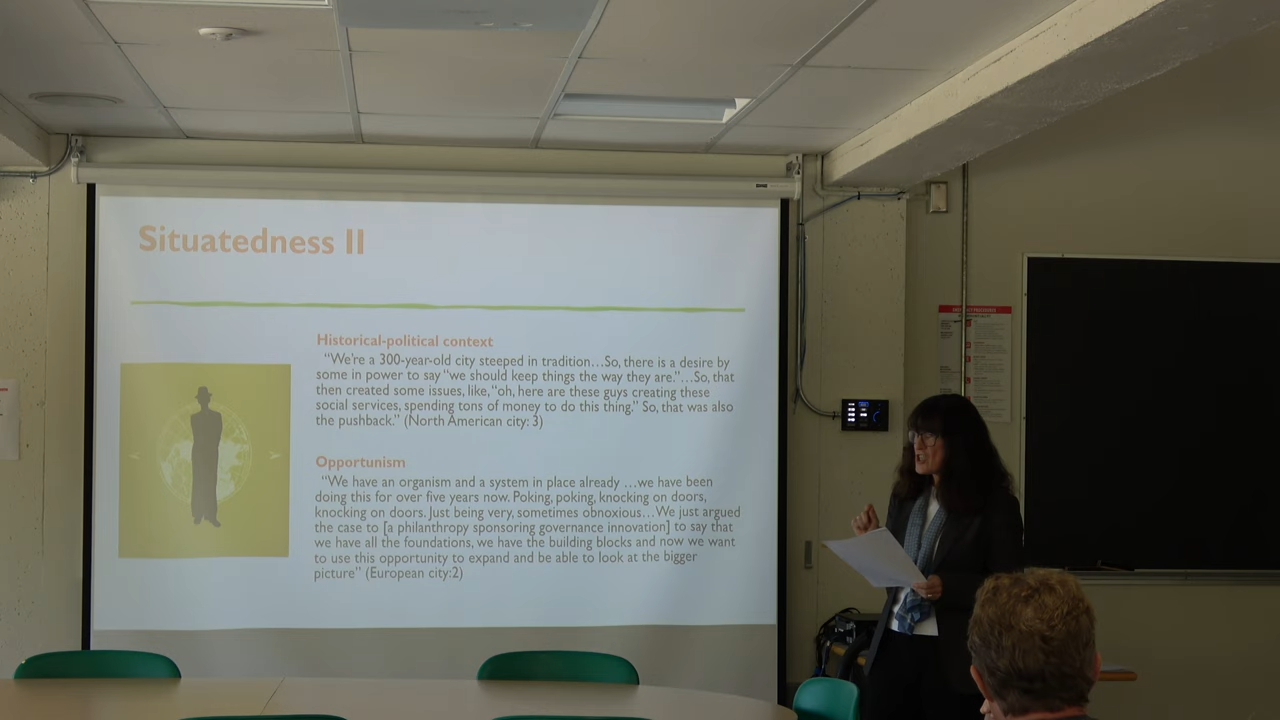 Situatedness II
Historical-political context
"We're a 300-year-old city steeped in tradition…So, there is a desire by
some in power to say "we should keep things the way they are."…So, that
then created some issues, like, "oh, here are these guys creating these
social services, spending tons of money to do this thing." So, that was also
the pushback." (North American city: 3)
Opportunism
"We have an organism and a system in place already …we have been
doing this for over five years now. Poking, poking, knocking on doors,
knocking on doors. Just being very, sometimes obnoxious…We just argued
the case to [a philanthropy sponsoring governance innovation] to say that
we have all the foundations, we have the building blocks and now we want
to use this opportunity to expand and be able to look at the bigger
picture" (European city:2)